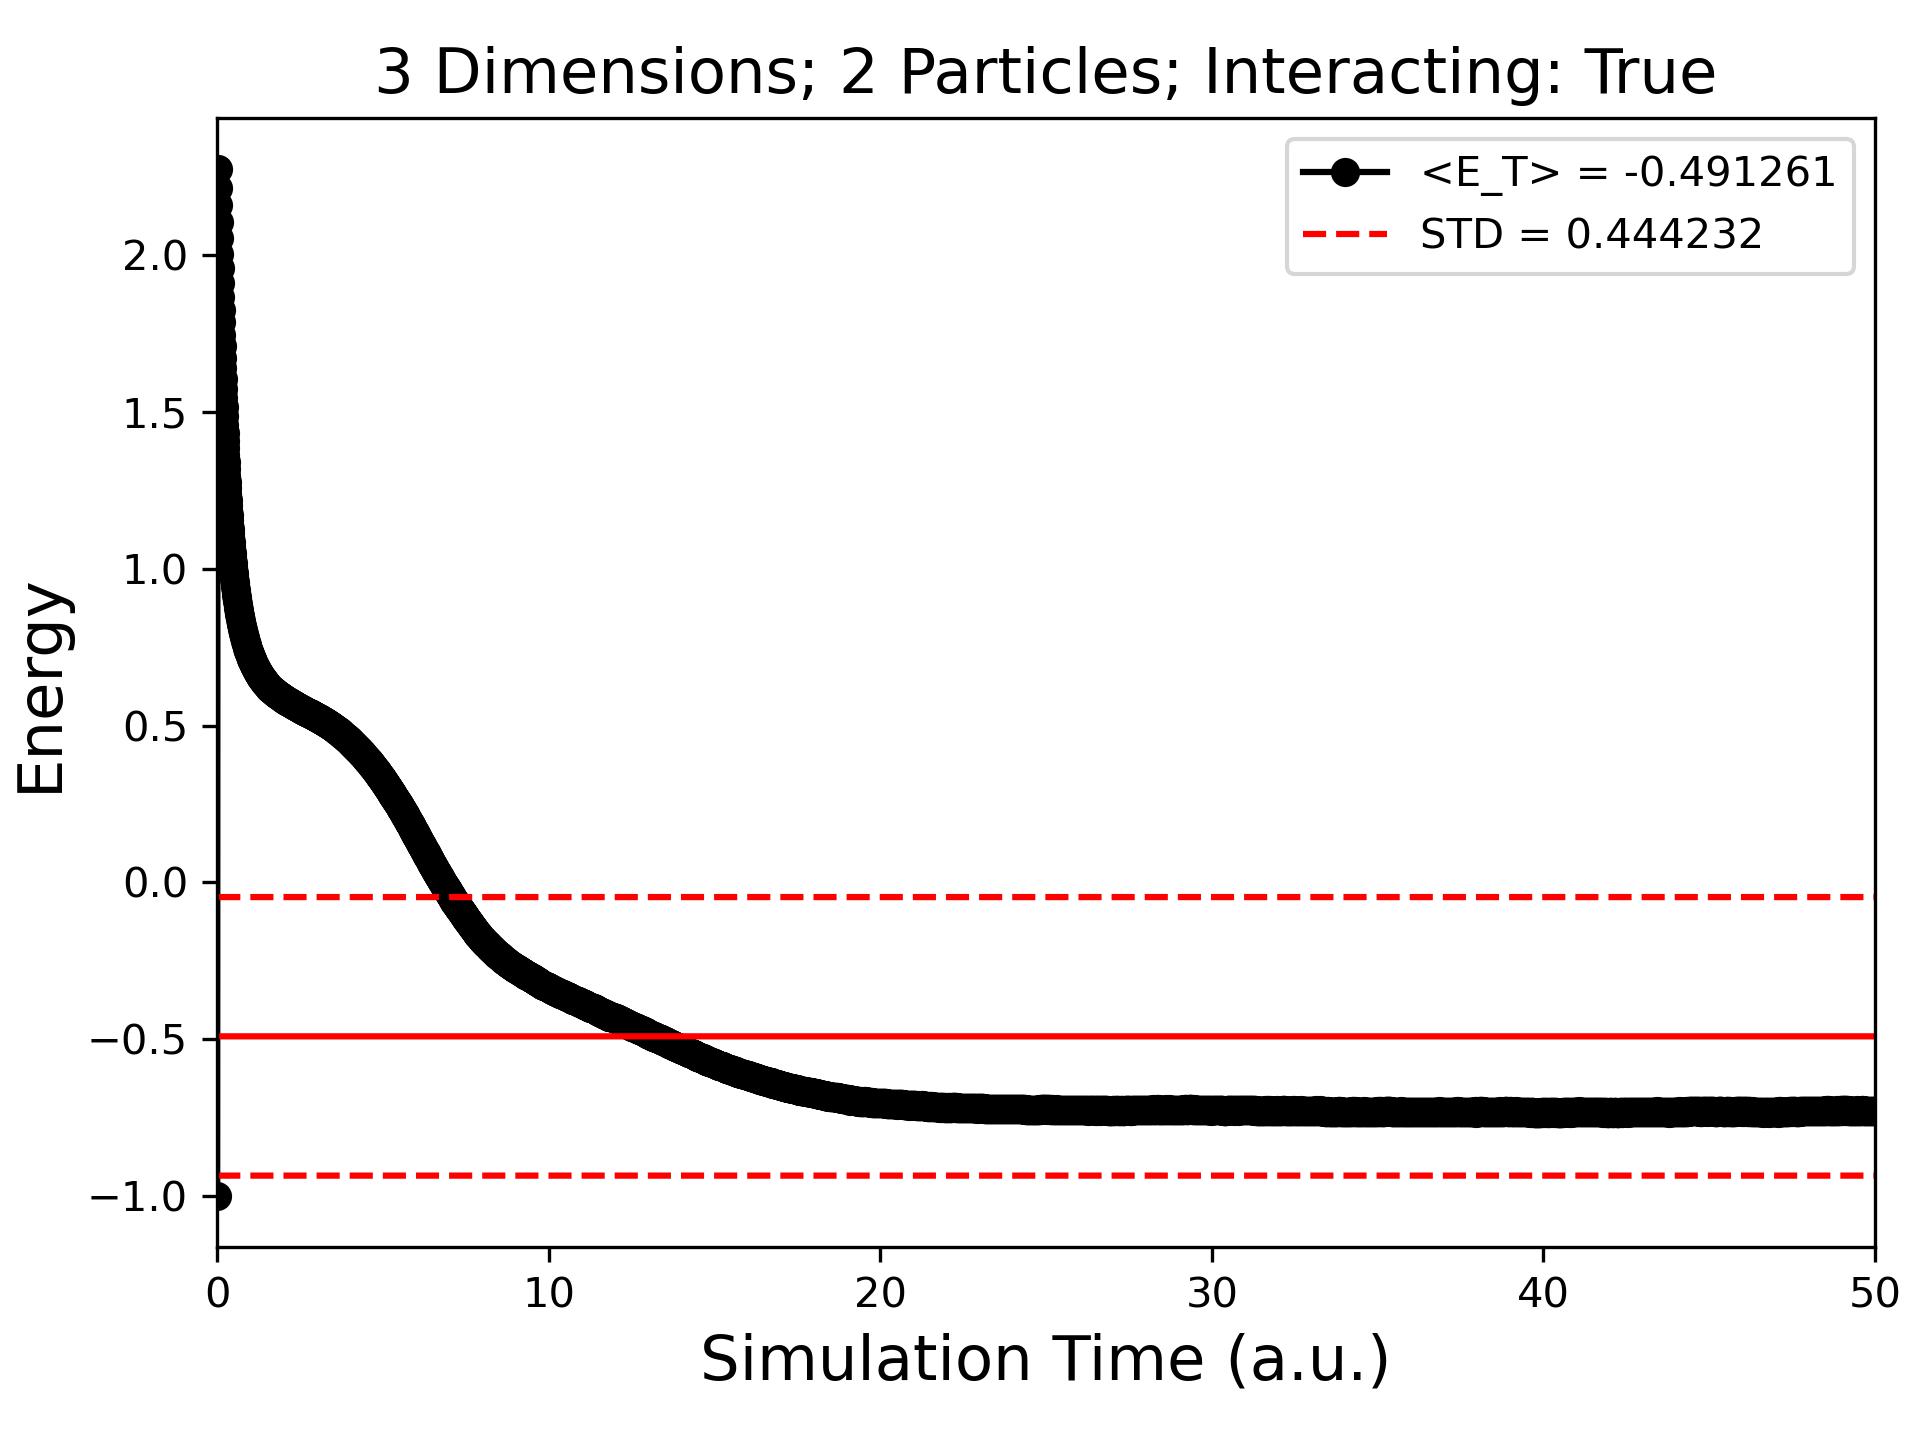 3 Dimensions; 2 Particles; Interacting: True
<E_T> = -0.491261
STD = 0.444232
Energy
2.0
1.5
1.0
0.5
0.0
−0.5
−1.0
0 10 20 30 40 50
Simulation Time (a.u.)